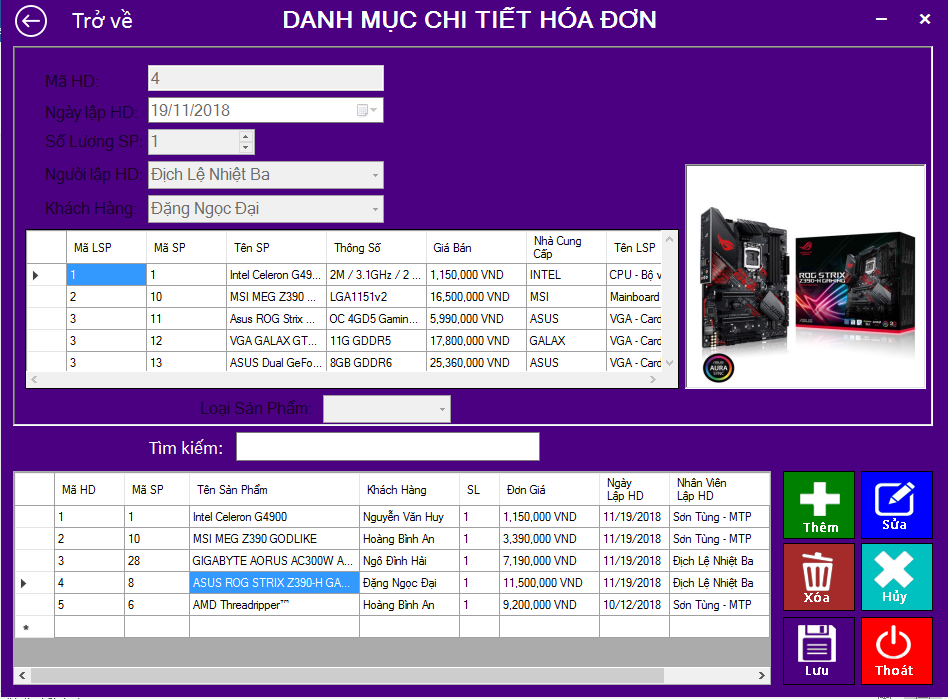 Trở về
DANH MỤC CHI TIẾT HÓA ĐƠN
Mã HD: 4
Ngày lập HD: 19/11/2018
Số Lượng SP: 1
Người lập HD: Địch Lệ Nhiệt Ba
Khách Hàng: Đặng Ngọc Đại
Mã LSP Mã SP Tên SP Thông Số Giá Bán Nhà Cung Cấp Tên LSP
1 1 Intel Celeron G49... 2M / 3.1GHz / 2 ... 1,150,000 VND INTEL CPU - Bộ v
2 10 MSI MEG Z390 ... LGA1151v2 16,500,000 VND MSI Mainboard
3 11 Asus ROG Strix ... OC 4GD5 Gamin... 5,990,000 VND ASUS VGA - Card
3 12 VGA GALAX GT... 11G GDDR5 17,800,000 VND GALAX VGA - Card
3 13 ASUS Dual GeFo... 8GB GDDR6 25,360,000 VND ASUS VGA - Card
ROG STRIX
Z390-H GAMING
AURA
SYNC
Loại Sản Phẩm:
Tìm kiếm:
Mã HD Mã SP Tên Sản Phẩm Khách Hàng SL Đơn Giá Ngày Lập HD Nhân Viên Lập HD
1 1 Intel Celeron G4900 Nguyễn Văn Huy 1 1,150,000 VND 11/19/2018 Sơn Tùng - MTP
2 10 MSI MEG Z390 GODLIKE Hoàng Bình An 1 3,390,000 VND 11/19/2018 Sơn Tùng - MTP
3 28 GIGABYTE AORUS AC300W A... Ngô Đình Hải 1 7,190,000 VND 11/19/2018 Địch Lệ Nhiệt Ba
4 8 ASUS ROG STRIX Z390-H GA... Đặng Ngọc Đại 1 11,500,000 VND 11/19/2018 Địch Lệ Nhiệt Ba
5 6 AMD Threadripper™ Hoàng Bình An 1 9,200,000 VND 10/12/2018 Sơn Tùng - MTP
Thêm
Sửa
Xóa
Hủy
Lưu
Thoát